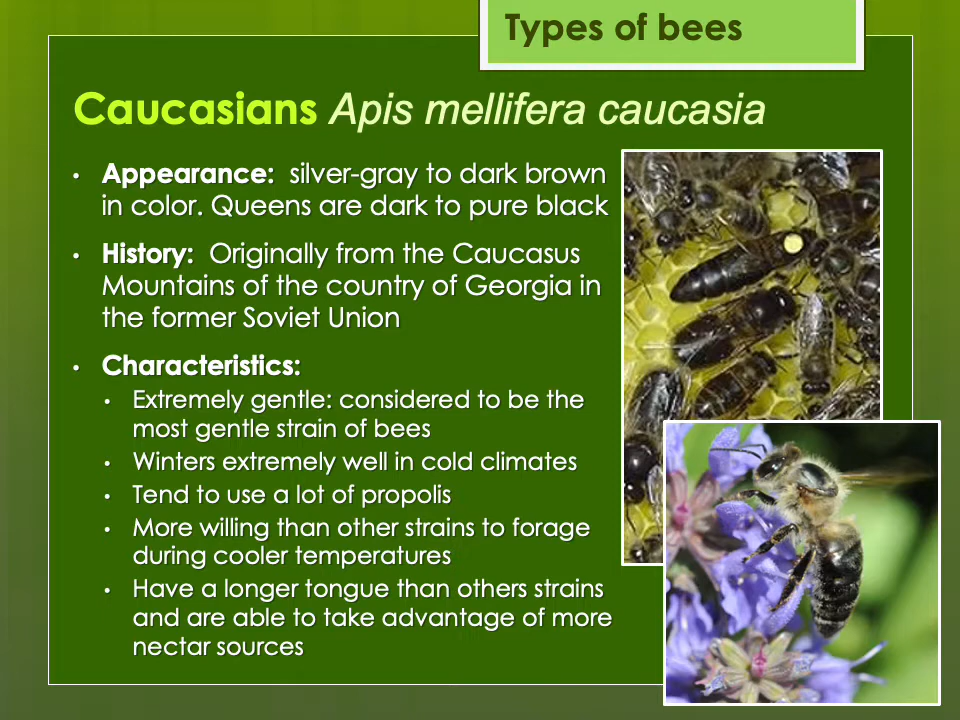 Types of bees
Caucasians Apis mellifera caucasia
• Appearance: silver-gray to dark brown
in color. Queens are dark to pure black
• History: Originally from the Caucasus
Mountains of the country of Georgia in
the former Soviet Union
• Characteristics:
• Extremely gentle: considered to be the
most gentle strain of bees
• Winters extremely well in cold climates
• Tend to use a lot of propolis
• More willing than other strains to forage
during cooler temperatures
• Have a longer tongue than others strains
and are able to take advantage of more
nectar sources